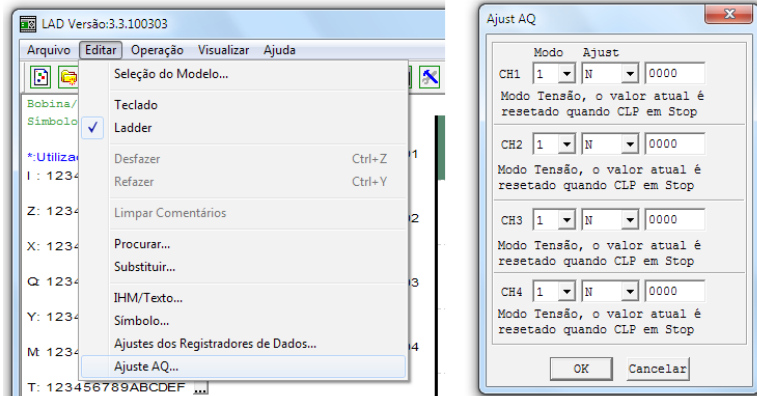 LAD Versão:3.3.100303
Arquivo Editar Operação Visualizar Ajuda
Seleção do Modelo...
Bobina/
Teclado
Símbolo
Ladder
*:Utiliza
Desfazer Ctrl+Z
I : 1234
Refazer Ctrl+Y
Z: 1234
Limpar Comentários
X: 1234
Procurar...
Substituir...
Q: 1234
IHM/Texto...
Y: 1234
Símbolo...
Ajustes dos Registradores de Dados...
M: 1234
Ajuste AQ...
T: 123456789ABCDEF ...
Ajust AQ
Modo Ajust
CH1 1 N 0000
Modo Tensão, o valor atual é
resetado quando CLP em Stop
CH2 1 N 0000
Modo Tensão, o valor atual é
resetado quando CLP em Stop
CH3 1 N 0000
Modo Tensão, o valor atual é
resetado quando CLP em Stop
CH4 1 N 0000
Modo Tensão, o valor atual é
resetado quando CLP em Stop
OK Cancelar